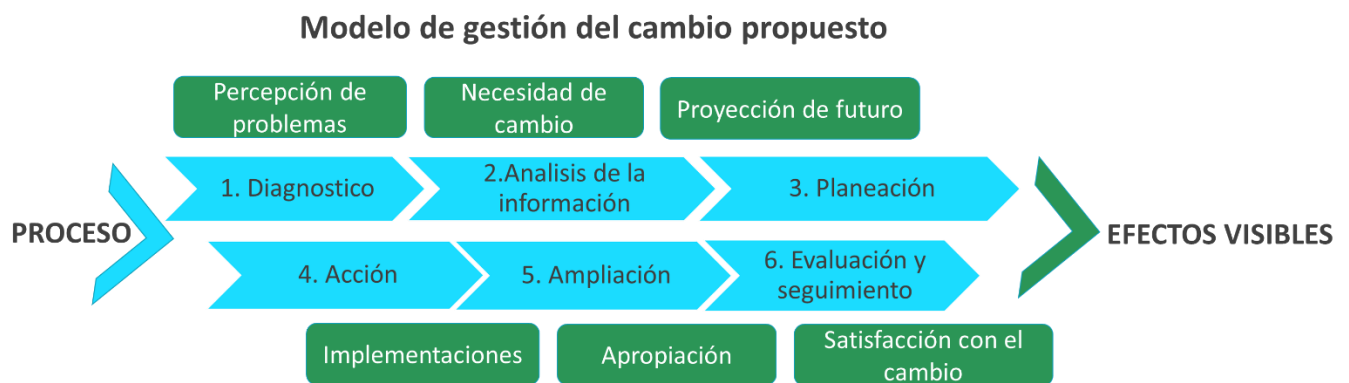 Modelo de gestión del cambio propuesto
Percepción de
problemas
Necesidad de
cambio
Proyección de futuro
1. Diagnostico
2.Analisis de la
información
3. Planeación
PROCESO
EFECTOS VISIBLES
4. Acción
5. Ampliación
6. Evaluación y
seguimiento
Implementaciones
Apropiación
Satisfacción con el
cambio